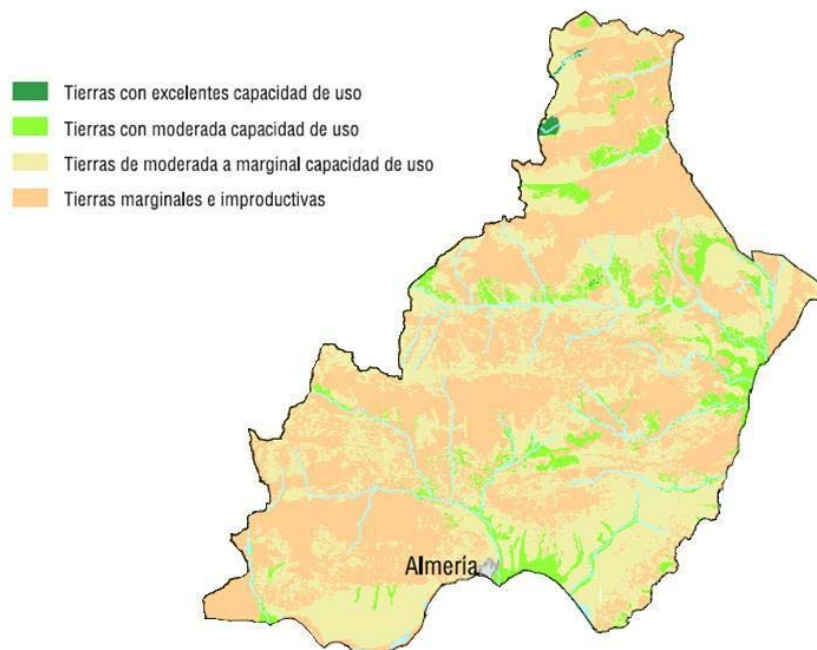 Tierras con excelentes capacidad de uso
Tierras con moderada capacidad de uso
Tierras de moderada a marginal capacidad de uso
Tierras marginales e improductivas
Almería